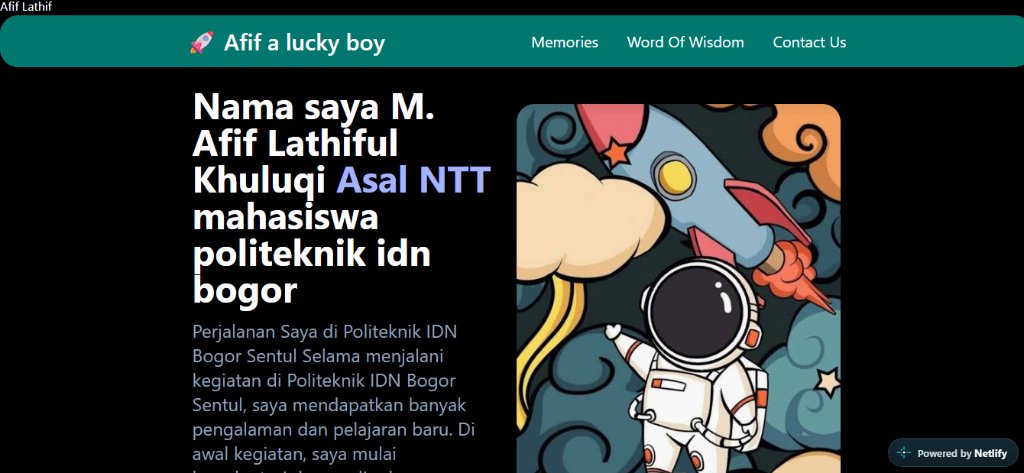 Afif Lathif
Afif a lucky boy
Memories
Word Of Wisdom
Contact Us
Nama saya M.
Afif Lathiful
Khuluqi Asal NTT
mahasiswa
politeknik idn
bogor
Perjalanan Saya di Politeknik IDN
Bogor Sentul Selama menjalani
kegiatan di Politeknik IDN Bogor
Sentul, saya mendapatkan banyak
pengalaman dan pelajaran baru. Di
awal kegiatan, saya mulai
Powered by Netlify